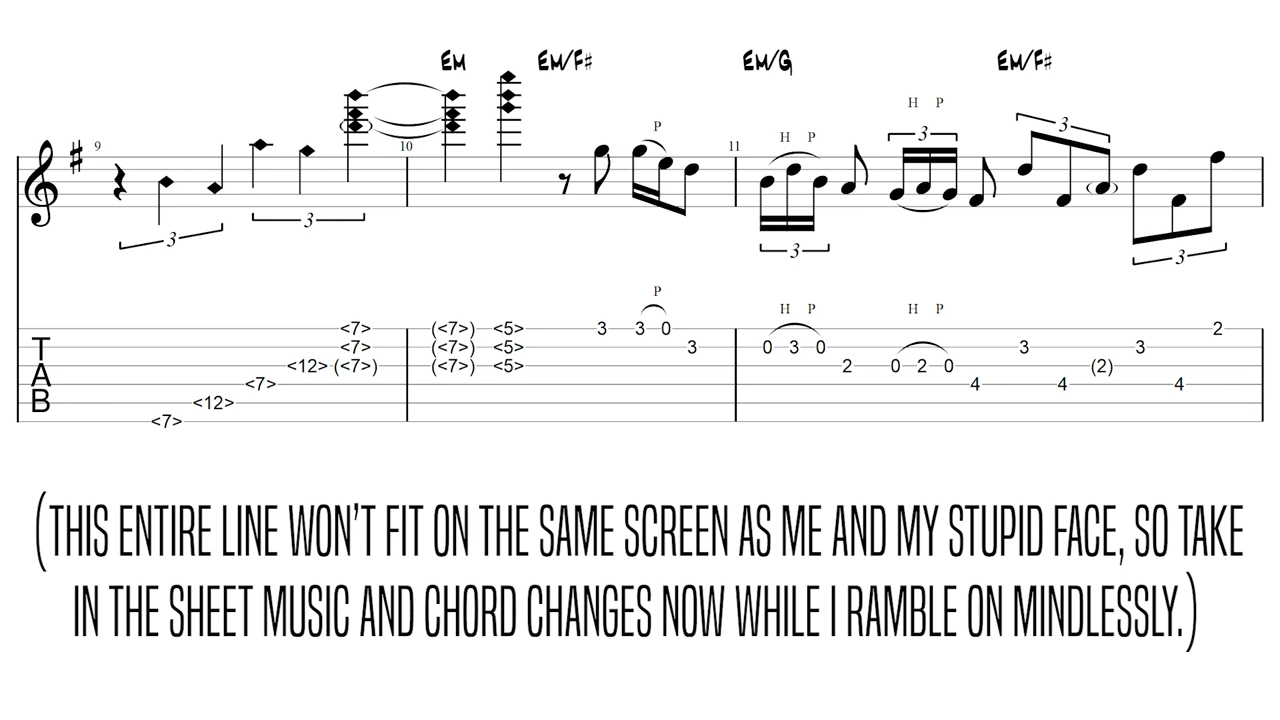 EM EM/F# EM/G EM/F#
H P
P 3
9 10 H P 11 3
3 3
3 3
P H P H P
<7> (<7>) <5> 3 3 0 2
T <7> (<7>) <5> 3 0 3 0 3 3
<12> (<7>) (<7>) <5> 2 0 2 0 (2)
A <7> 4 4 4
B <12>
<7>
(THIS ENTIRE LINE WON'T FIT ON THE SAME SCREEN AS ME AND MY STUPID FACE, SO TAKE
IN THE SHEET MUSIC AND CHORD CHANGES NOW WHILE I RAMBLE ON MINDLESSLY.)